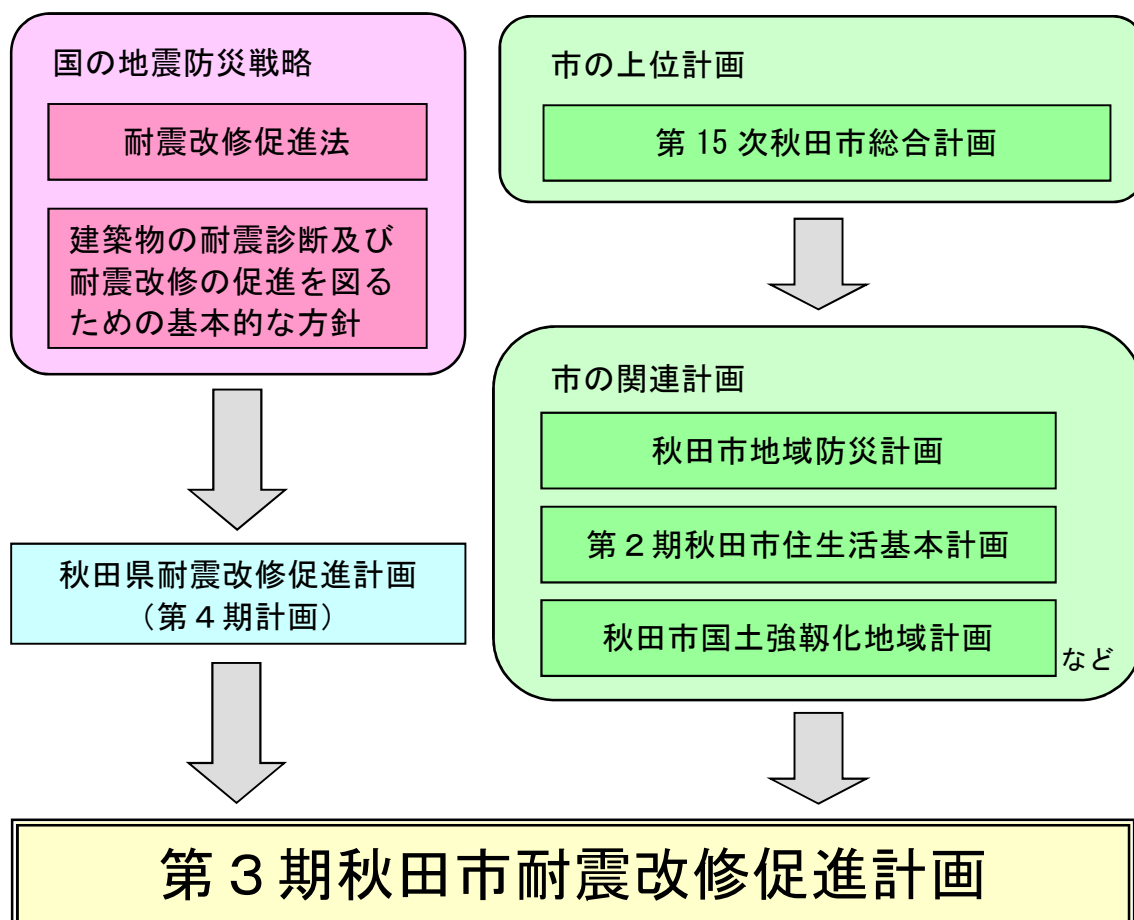 国の地震防災戦略
耐震改修促進法
建築物の耐震診断及び
耐震改修の促進を図る
ための基本的な方針
秋田県耐震改修促進計画
（第４期計画）
市の上位計画
第 15 次秋田市総合計画
市の関連計画
秋田市地域防災計画
第２期秋田市住生活基本計画
秋田市国土強靱化地域計画
など
第３期秋田市耐震改修促進計画